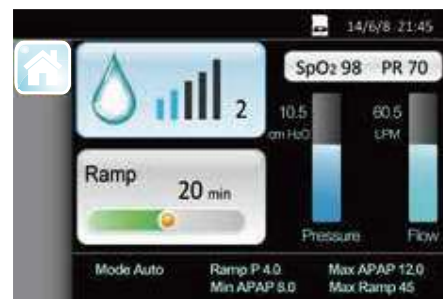 14/6/8 21:45
SpO2 98 PR 70
2
10.5 cm H2O
60.5 LPM
Ramp
20 min
Pressure Flow
Mode Auto Ramp P 4.0 Max APAP 12.0
Min APAP 8.0 Max Ramp 45